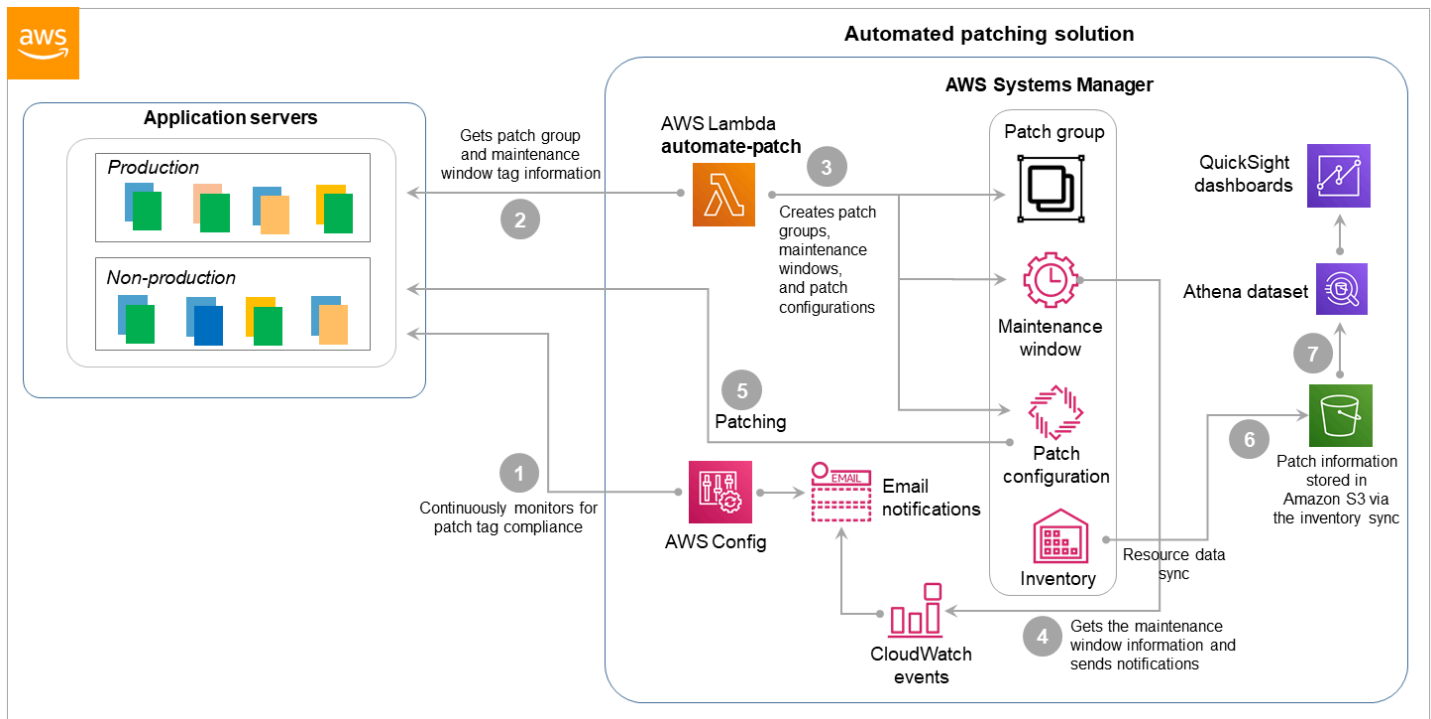 aws
Automated patching solution
AWS Systems Manager
Application servers
Production
Non-production
Gets patch group
and maintenance
window tag information
2
AWS Lambda
automate-patch
3
Creates patch
groups,
maintenance
windows,
and patch
configurations
Patch group
Maintenance
window
Patch
configuration
Inventory
QuickSight
dashboards
Athena dataset
7
6
Patch information
stored in
Amazon S3 via
the inventory sync
Resource data
sync
5
Patching
1
Continuously monitors for
patch tag compliance
AWS Config
EMAIL
Email
notifications
CloudWatch
events
4
Gets the maintenance
window information and
sends notifications